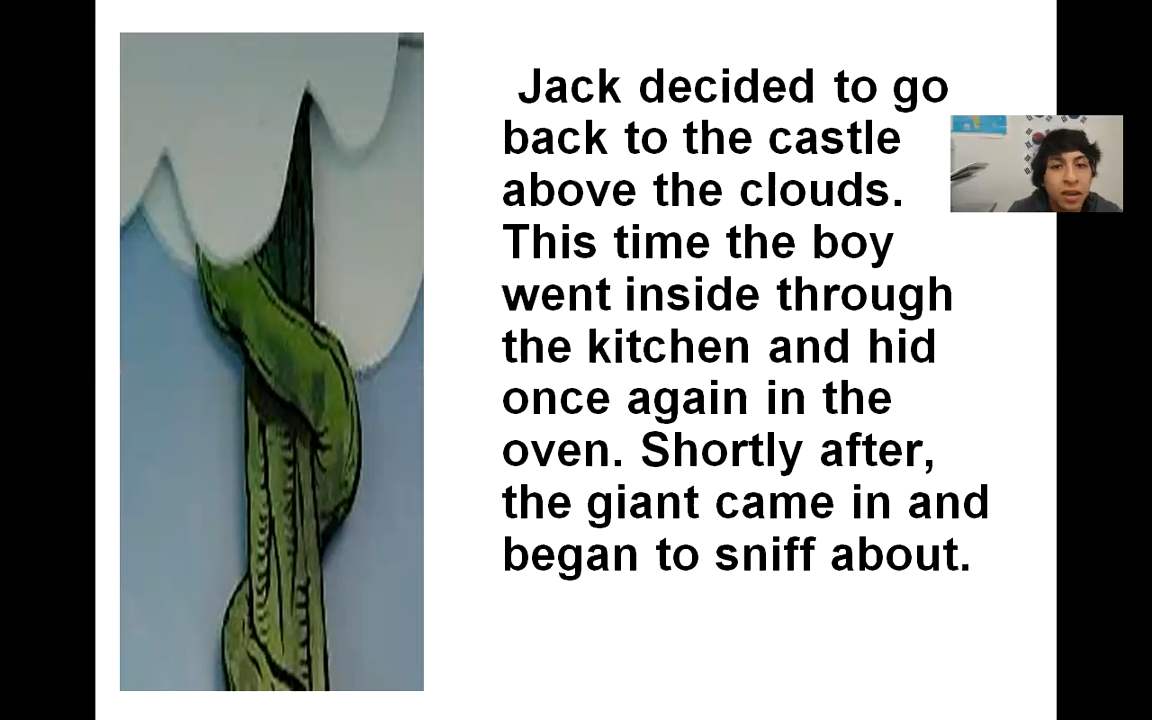 Jack decided to go
back to the castle
above the clouds.
This time the boy
went inside through
the kitchen and hid
once again in the
oven. Shortly after,
the giant came in and
began to sniff about.